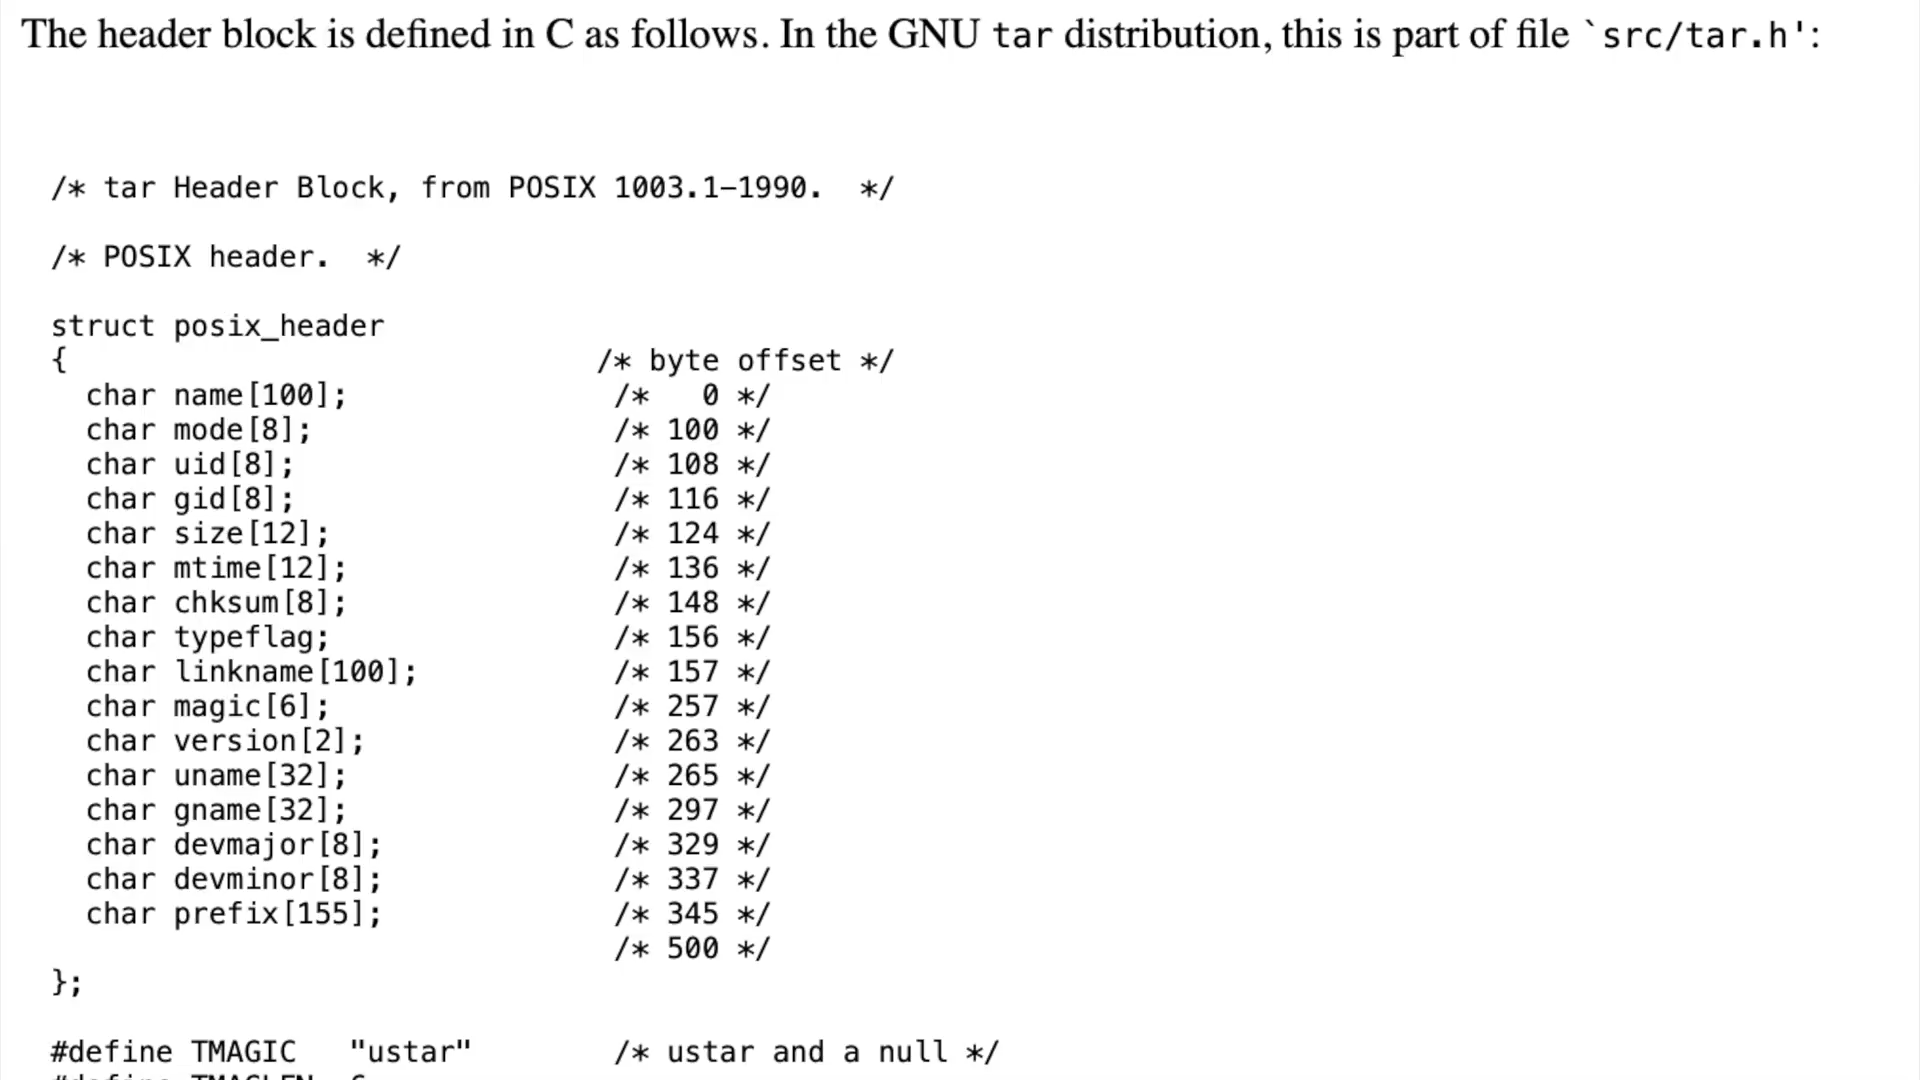 The header block is defined in C as follows. In the GNU tar distribution, this is part of file `src/tar.h':
/* tar Header Block, from POSIX 1003.1-1990.  */
/* POSIX header.  */
struct posix_header
{                              /* byte offset */
  char name[100];               /*   0 */
  char mode[8];                 /* 100 */
  char uid[8];                  /* 108 */
  char gid[8];                  /* 116 */
  char size[12];                /* 124 */
  char mtime[12];               /* 136 */
  char chksum[8];               /* 148 */
  char typeflag;                /* 156 */
  char linkname[100];           /* 157 */
  char magic[6];                /* 257 */
  char version[2];              /* 263 */
  char uname[32];               /* 265 */
  char gname[32];               /* 297 */
  char devmajor[8];             /* 329 */
  char devminor[8];             /* 337 */
  char prefix[155];             /* 345 */
                                /* 500 */
};
#define TMAGIC   "ustar"        /* ustar and a null */